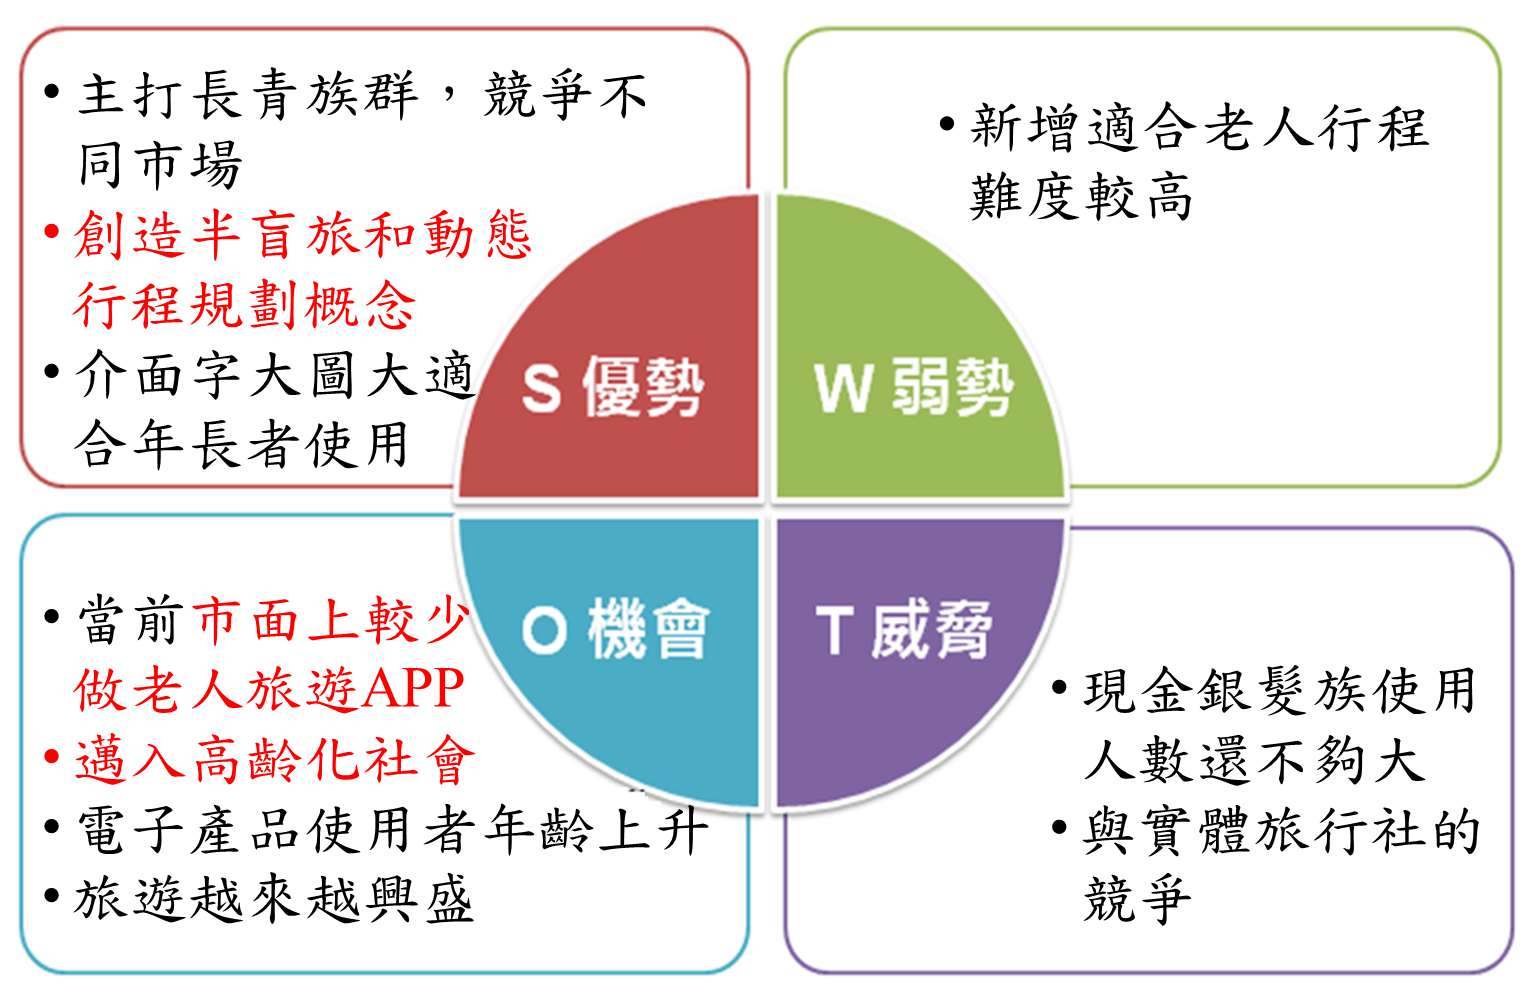 • 主打長青族群，競爭不
同市場
• 創造半盲旅和動態
行程規劃概念
• 介面字大圖大適
合年長者使用
S 優勢
• 新增適合老人行程
難度較高
W 弱勢
• 當前市面上較少
做老人旅遊APP
• 邁入高齡化社會
• 電子產品使用者年齡上升
• 旅遊越來越興盛
O 機會
T 威脅
• 現金銀髮族使用
人數還不夠大
• 與實體旅行社的
競爭